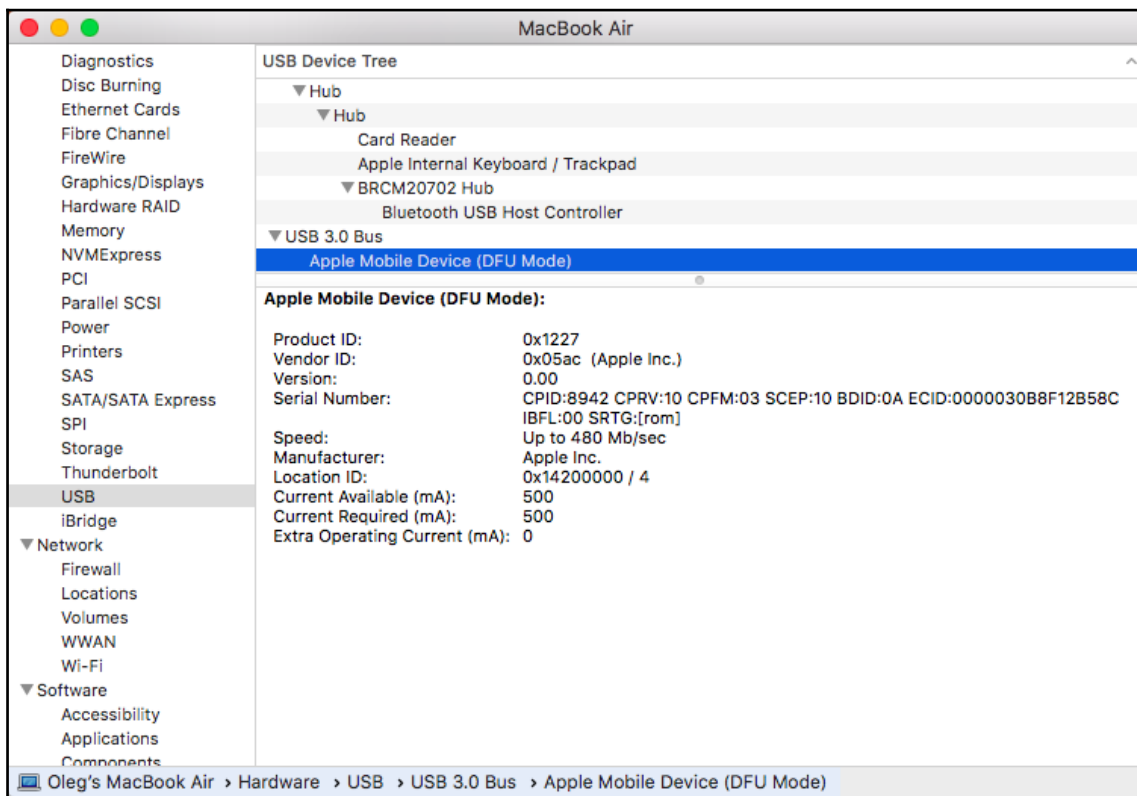 MacBook Air
Diagnostics
Disc Burning
Ethernet Cards
Fibre Channel
FireWire
Graphics/Displays
Hardware RAID
Memory
NVMExpress
PCI
Parallel SCSI
Power
Printers
SAS
SATA/SATA Express
SPI
Storage
Thunderbolt
USB
iBridge
Network
Firewall
Locations
Volumes
WWAN
Wi-Fi
Software
Accessibility
Applications
Components
USB Device Tree
Hub
Hub
Card Reader
Apple Internal Keyboard / Trackpad
BRCM20702 Hub
Bluetooth USB Host Controller
USB 3.0 Bus
Apple Mobile Device (DFU Mode)
Apple Mobile Device (DFU Mode):
Product ID: 0x1227
Vendor ID: 0x05ac (Apple Inc.)
Version: 0.00
Serial Number: CPID:8942 CPRV:10 CPFM:03 SCEP:10 BDID:0A ECID:0000030B8F12B58C
IBFL:00 SRTG:[rom]
Speed: Up to 480 Mb/sec
Manufacturer: Apple Inc.
Location ID: 0x14200000 / 4
Current Available (mA): 500
Current Required (mA): 500
Extra Operating Current (mA): 0
Oleg's MacBook Air › Hardware › USB › USB 3.0 Bus › Apple Mobile Device (DFU Mode)